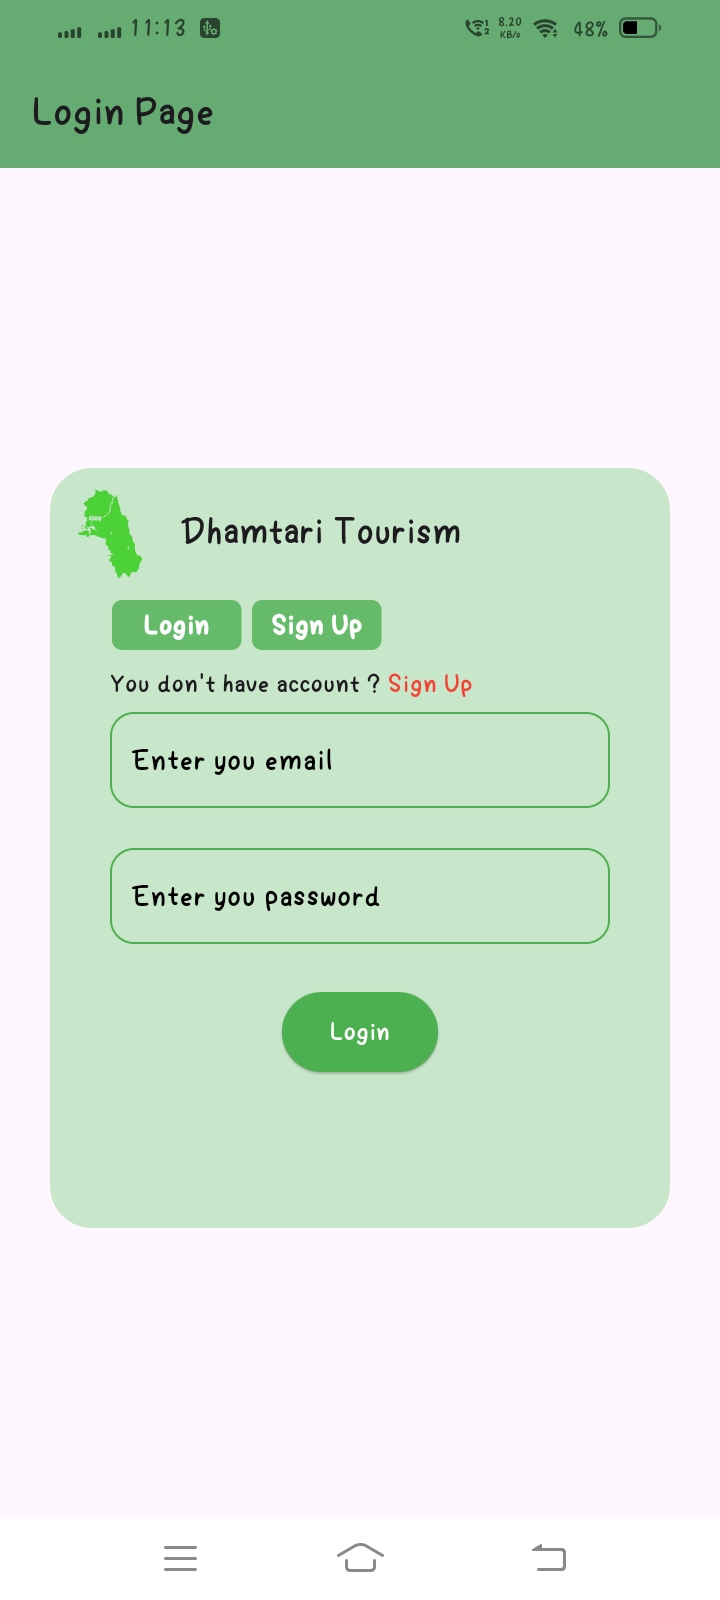 11:13 8.20 KB/s 48%
Login Page
Dhamtari Tourism
Login Sign Up
You don't have account ? Sign Up
Enter you email
Enter you password
Login